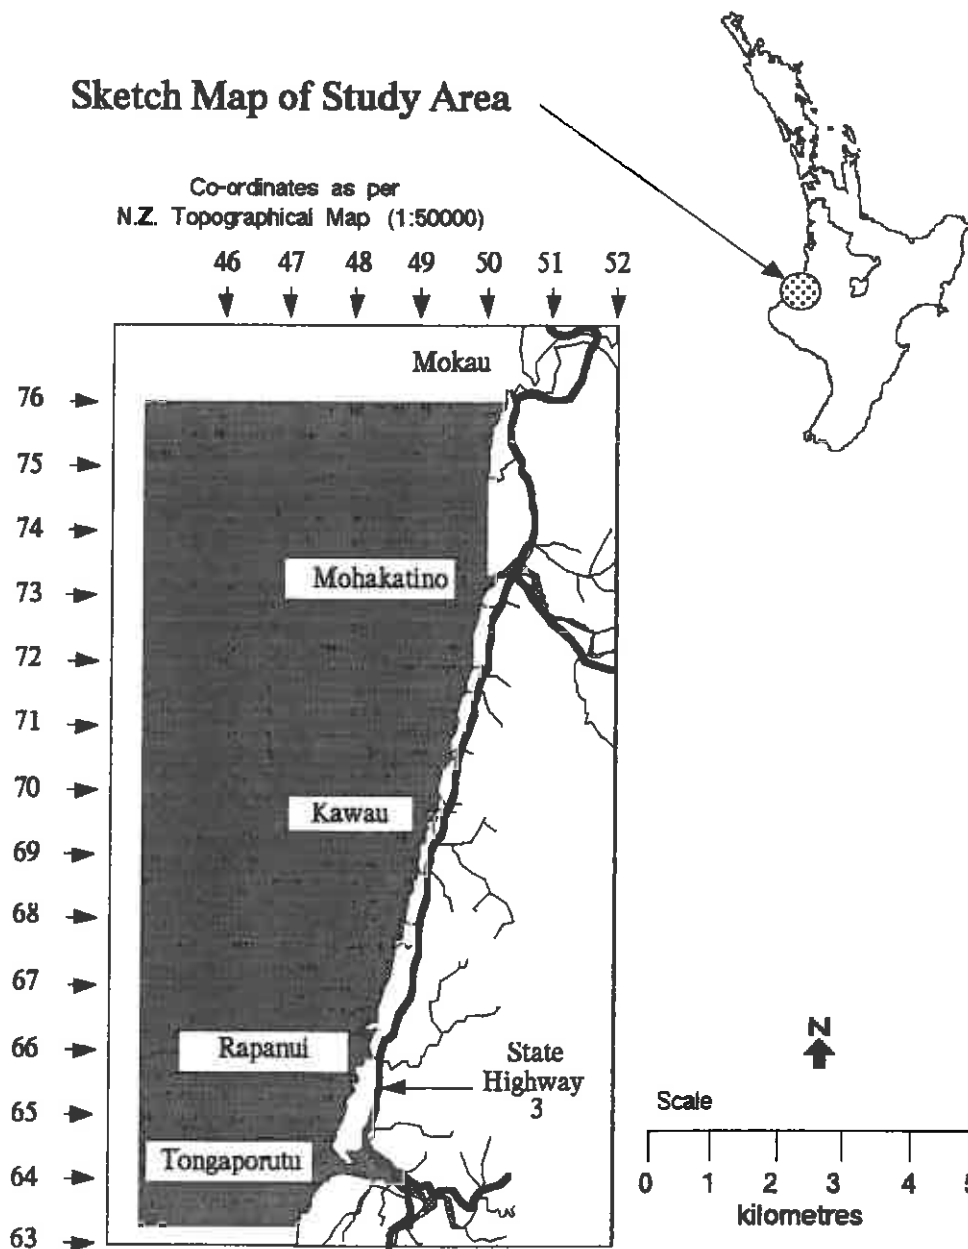 Sketch Map of Study Area
Co-ordinates as per
N.Z. Topographical Map (1:50000)
46 47 48 49 50 51 52
Mokau
76
75
74
Mohakatino
73
72
71
70
Kawau
69
68
67
66
Rapanui
State
Highway
3
65
Tongaporutu
64
63
N
Scale
0 1 2 3 4 5
kilometres